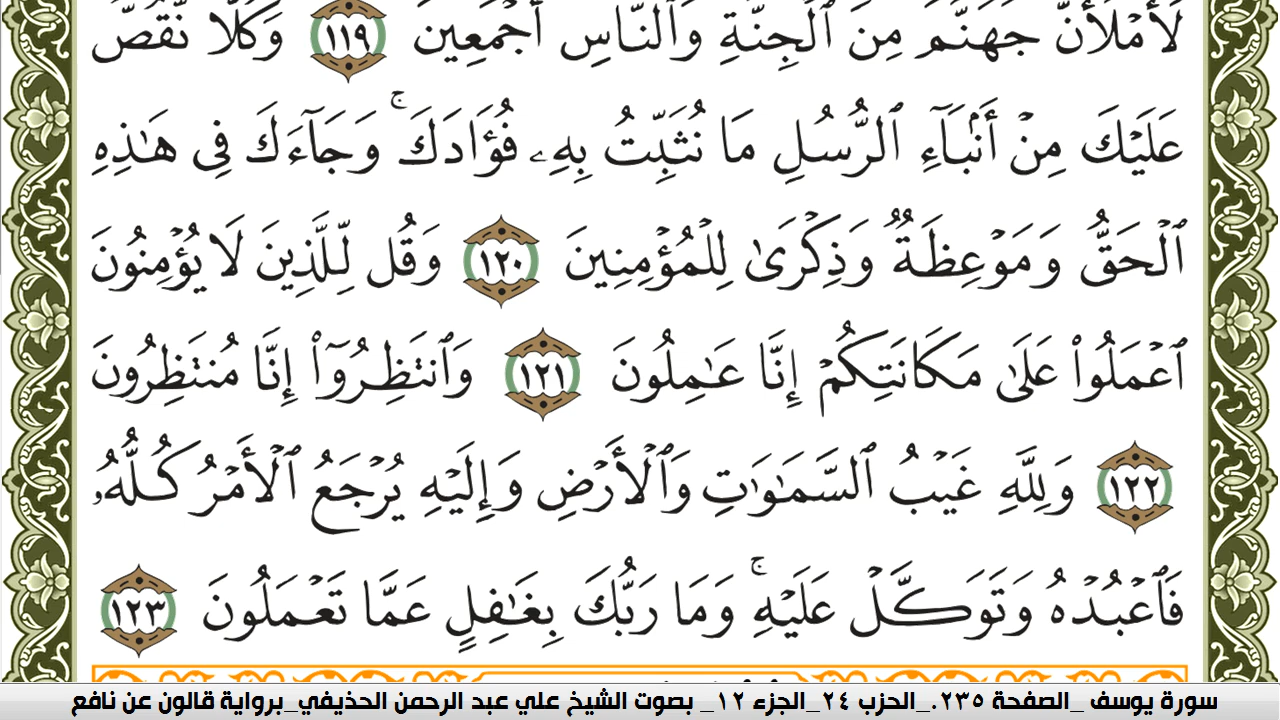 لَأَمْلَأَنَّ جَهَنَّمَ مِنَ ٱلْجِنَّةِ وَٱلنَّاسِ أَجْمَعِينَ ١١٩ وَكُلّٗا نَّقُصُّ
عَلَيْكَ مِنْ أَنۢبَآءِ ٱلرُّسُلِ مَا نُثَبِّتُ بِهِۦ فُؤَادَكَۚ وَجَآءَكَ فِى هَٰذِهِ
ٱلْحَقُّ وَمَوْعِظَةٞ وَذِكْرَىٰ لِلْمُؤْمِنِينَ ١٢٠ وَقُل لِّلَّذِينَ لَا يُؤْمِنُونَ
ٱعْمَلُوا۟ عَلَىٰ مَكَانَتِكُمْ إِنَّا عَٰمِلُونَ ١٢١ وَٱنتَظِرُوٓا۟ إِنَّا مُنتَظِرُونَ
١٢٢ وَلِلَّهِ غَيْبُ ٱلسَّمَٰوَٰتِ وَٱلْأَرْضِ وَإِلَيْهِ يُرْجَعُ ٱلْأَمْرُ كُلُّهُۥ
فَٱعْبُدْهُ وَتَوَكَّلْ عَلَيْهِۚ وَمَا رَبُّكَ بِغَٰفِلٍ عَمَّا تَعْمَلُونَ ١٢٣
سورة يوسف _الصفحة ٢٣٥._الحزب ٢٤_الجزء ١٢_ بصوت الشيخ علي عبد الرحمن الحذيفي_برواية قالون عن نافع